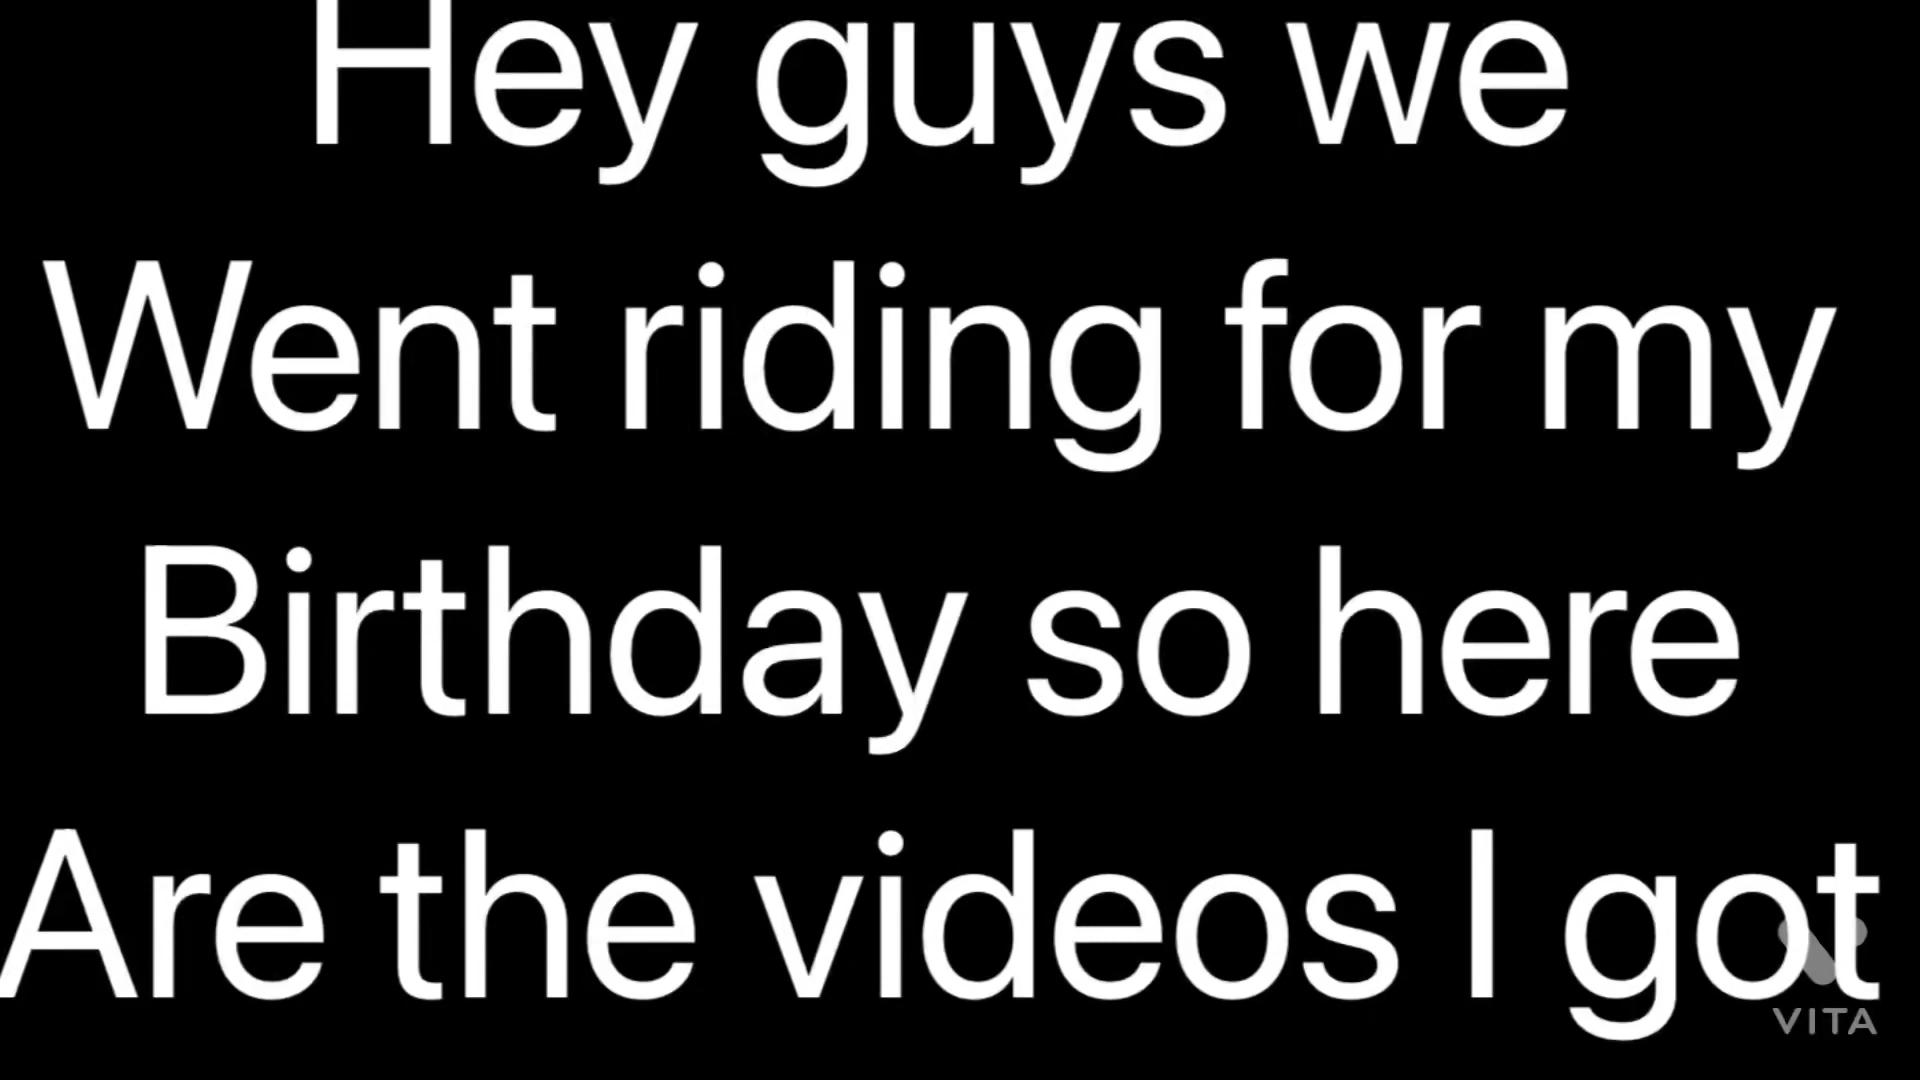 Hey guys we
Went riding for my
Birthday so here
Are the videos I got
VITA